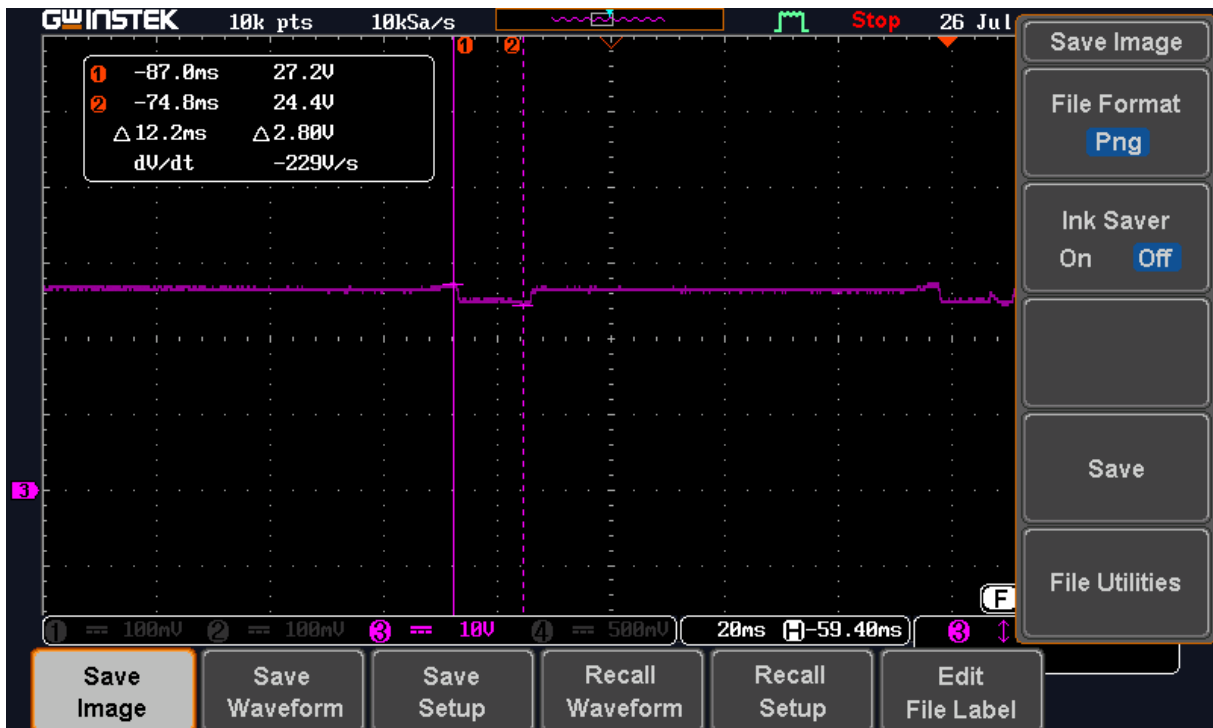 GWINSTEK 10k pts 10kSa/s Stop 26 Jul
1 2
1 -87.0ms 27.2V
2 -74.8ms 24.4V
△12.2ms △2.80V
dV/dt -229V/s
3
F
1 100mV 2 100mV 3 10V 4 500mV 20ms H -59.40ms 3
Save Image
File Format
Png
Ink Saver
On Off
Save
File Utilities
Save
Image
Save
Waveform
Save
Setup
Recall
Waveform
Recall
Setup
Edit
File Label